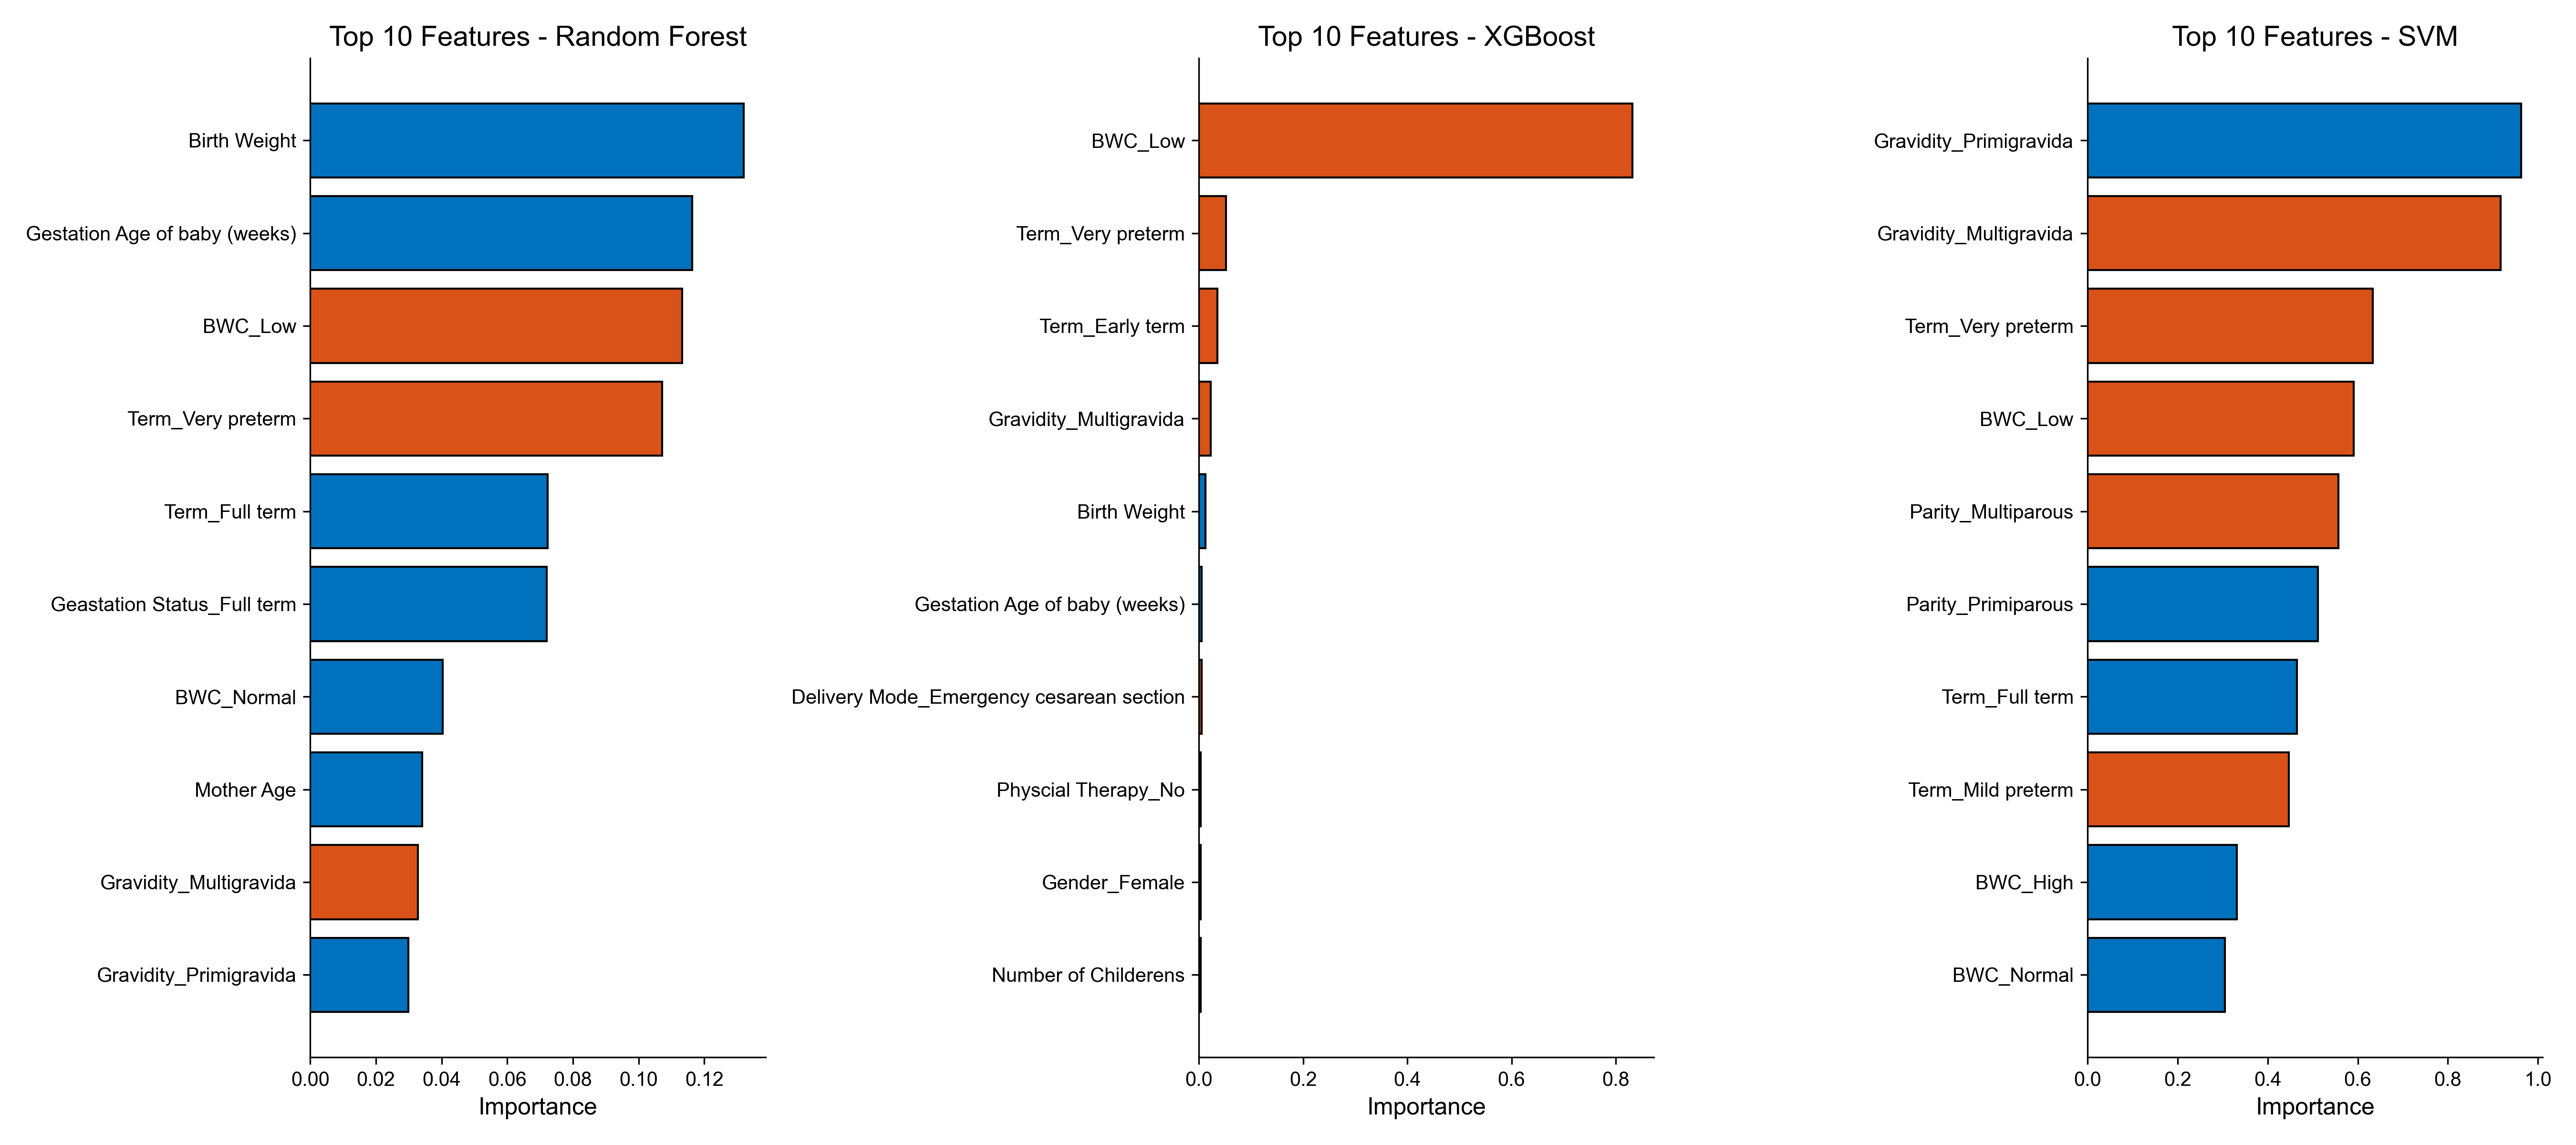 Top 10 Features - Random Forest
Birth Weight
Gestation Age of baby (weeks)
BWC_Low
Term_Very preterm
Term_Full term
Geastation Status_Full term
BWC_Normal
Mother Age
Gravidity_Multigravida
Gravidity_Primigravida
0.00 0.02 0.04 0.06 0.08 0.10 0.12
Importance
Top 10 Features - XGBoost
BWC_Low
Term_Very preterm
Term_Early term
Gravidity_Multigravida
Birth Weight
Gestation Age of baby (weeks)
Delivery Mode_Emergency cesarean section
Physcial Therapy_No
Gender_Female
Number of Childerens
0.0 0.2 0.4 0.6 0.8
Importance
Top 10 Features - SVM
Gravidity_Primigravida
Gravidity_Multigravida
Term_Very preterm
BWC_Low
Parity_Multiparous
Parity_Primiparous
Term_Full term
Term_Mild preterm
BWC_High
BWC_Normal
0.0 0.2 0.4 0.6 0.8 1.0
Importance